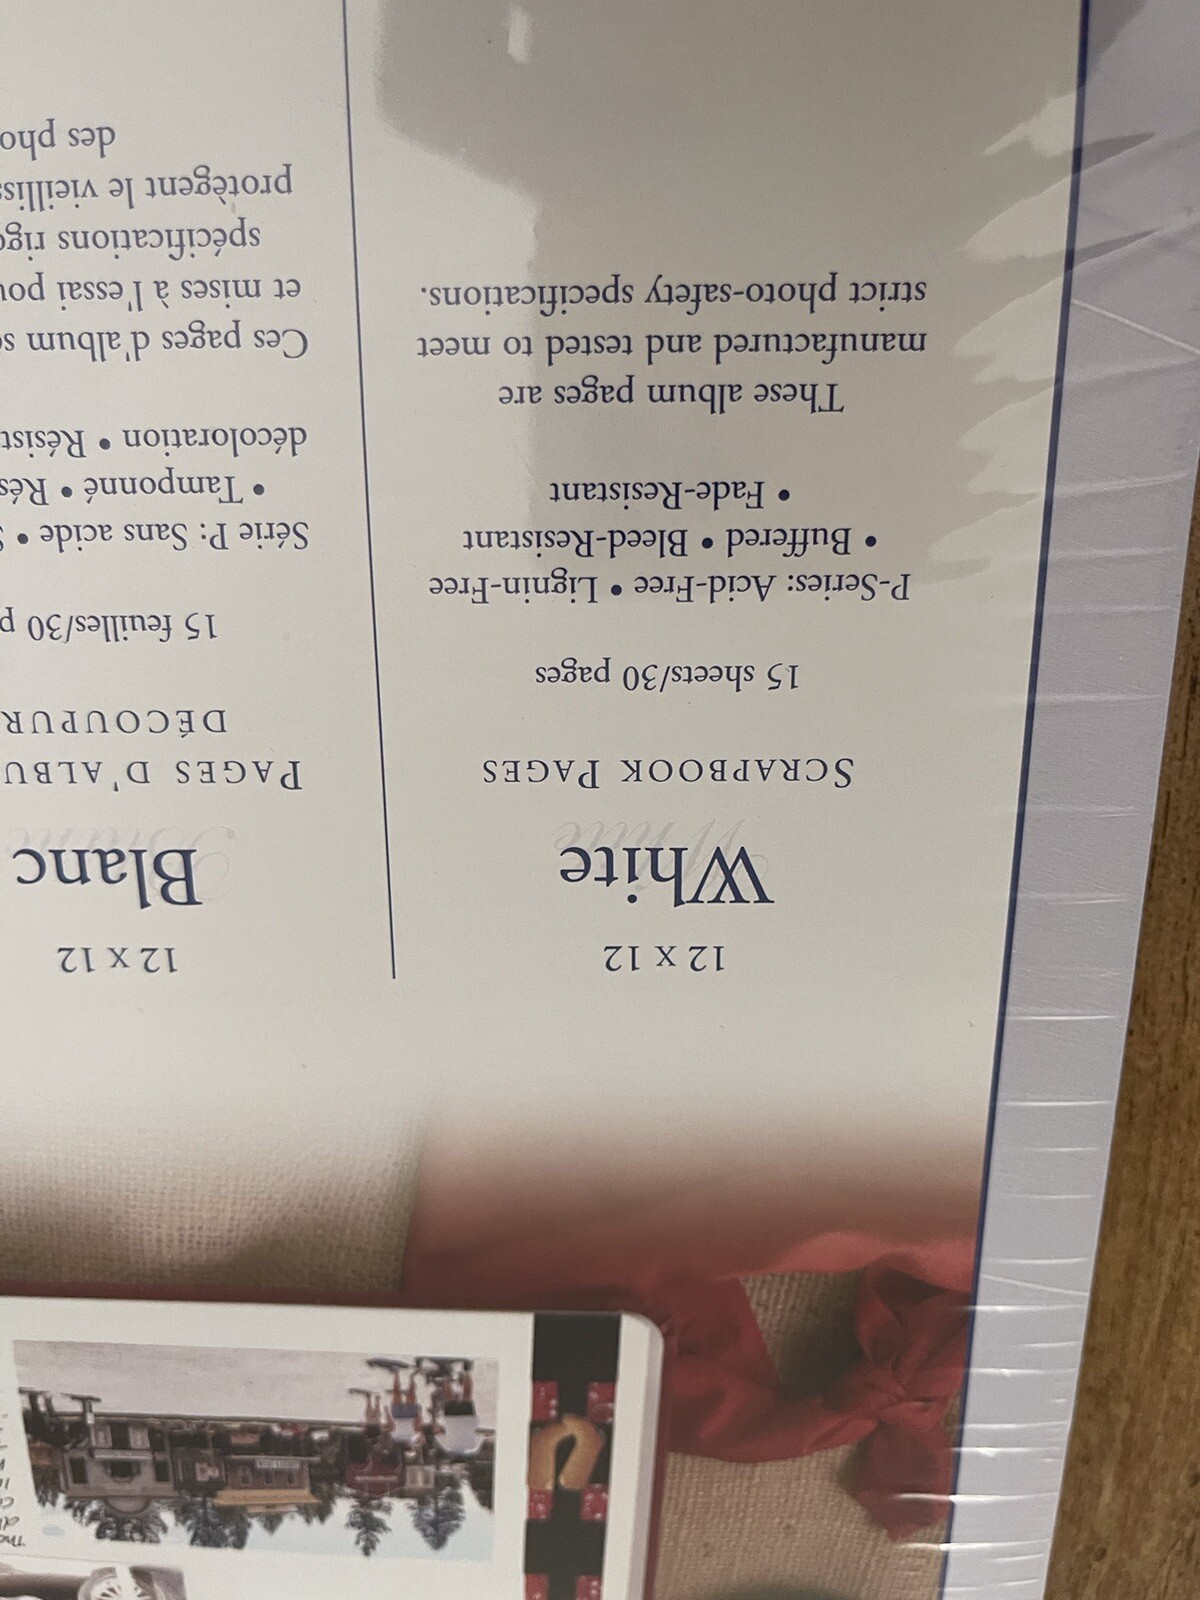 12 x 12
White
SCRAPBOOK PAGES
15 sheets/30 pages
P-Series: Acid-Free • Lignin-Free
• Buffered • Bleed-Resistant
• Fade-Resistant
These album pages are
manufactured and tested to meet
strict photo-safety specifications.
12 x 12
Blanc
PAGES D'ALBU
DÉCOUPUR
15 feuilles/30 p
Série P: Sans acide •
• Tamponné • Rés
décoloration • Résist
Ces pages d'album so
et mises à l'essai pou
spécifications rigo
protègent le vieilliss
des pho